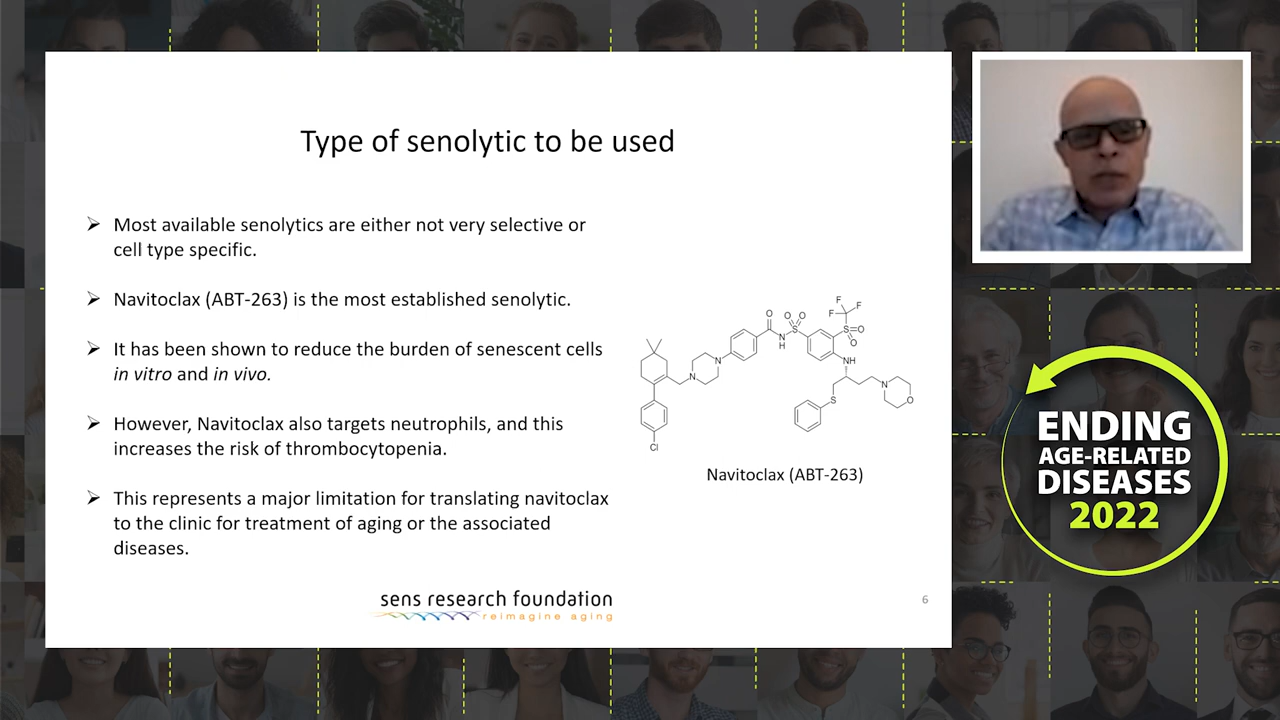 Type of senolytic to be used
Most available senolytics are either not very selective or
cell type specific.
Navitoclax (ABT-263) is the most established senolytic.
It has been shown to reduce the burden of senescent cells
in vitro and in vivo.
However, Navitoclax also targets neutrophils, and this
increases the risk of thrombocytopenia.
This represents a major limitation for translating navitoclax
to the clinic for treatment of aging or the associated
diseases.
F
F
F
O
O
O
S
S
O
O
N
H
N
N
NH
N
O
S
Cl
Navitoclax (ABT-263)
sens research foundation
reimagine aging
6
ENDING
AGE-RELATED
DISEASES
2022